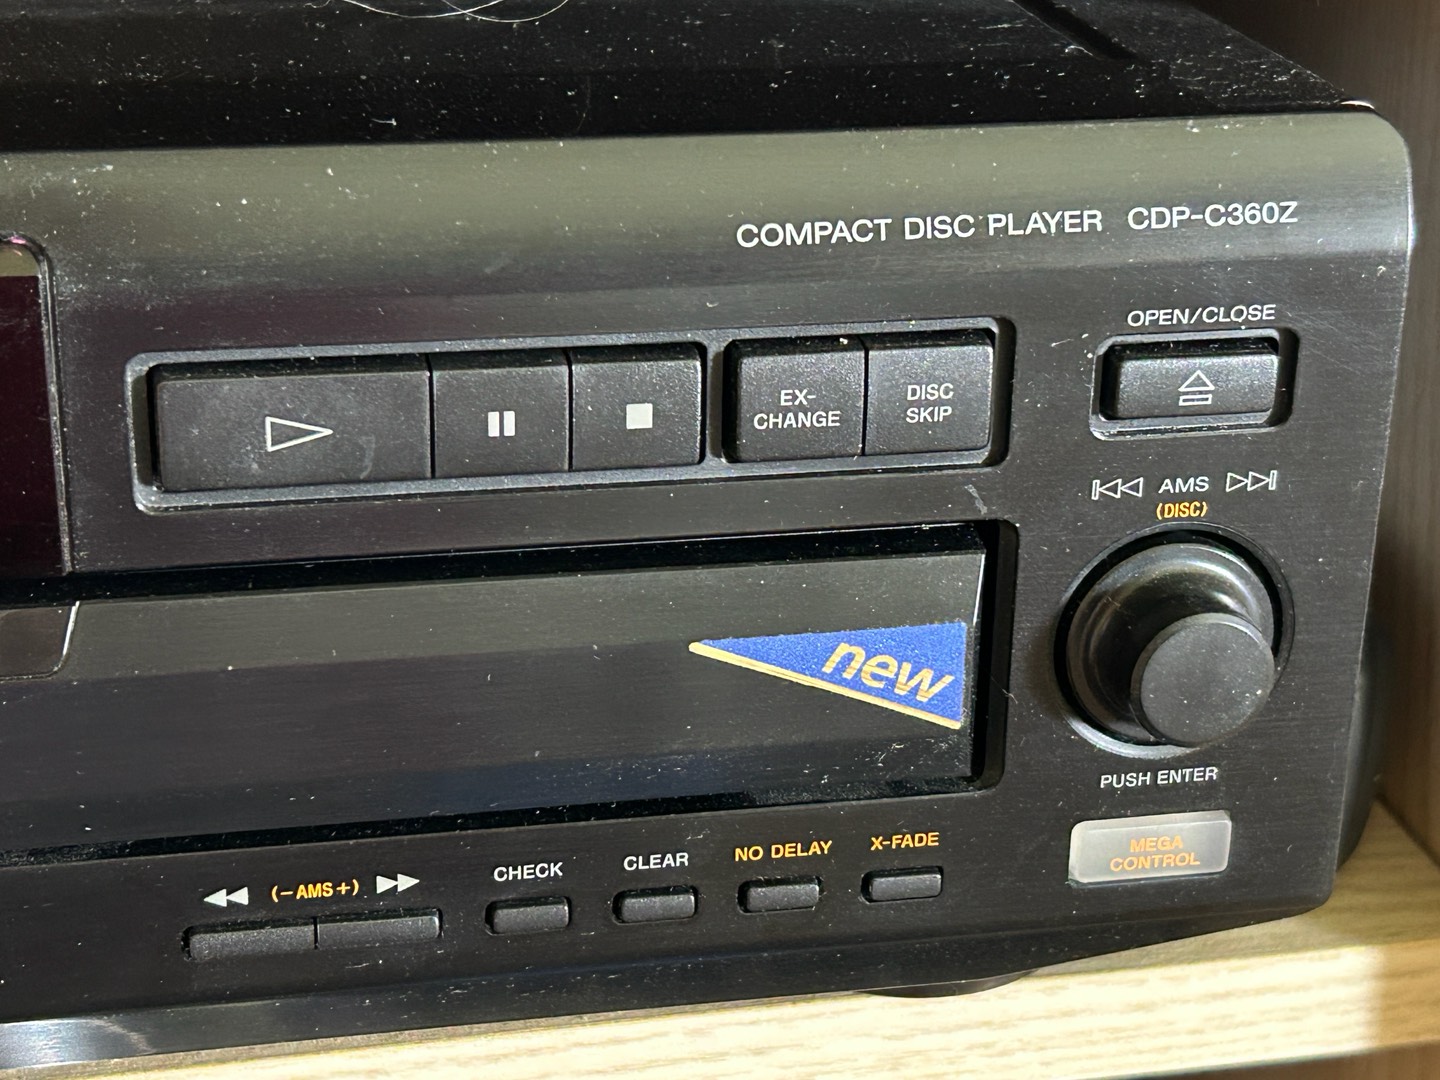 COMPACT DISC PLAYER CDP-C360Z
OPEN/CLOSE
EX-
CHANGE
DISC
SKIP
AMS
(DISC)
new
PUSH ENTER
MEGA
CONTROL
(-AMS+)
CHECK
CLEAR
NO DELAY
X-FADE